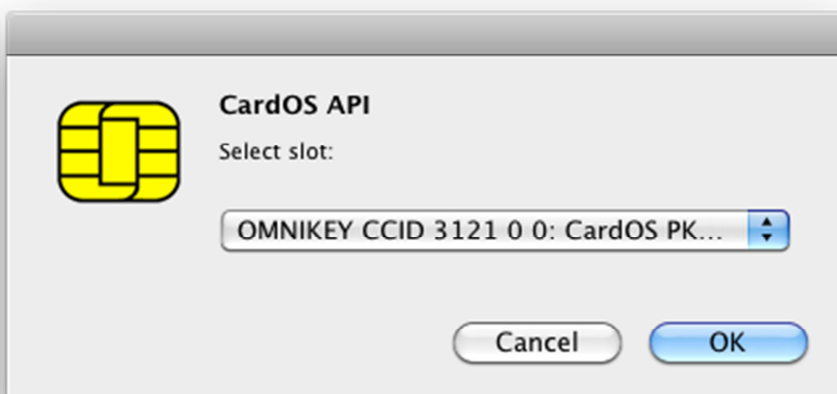 CardOS API
Select slot:
OMNIKEY CCID 3121 0 0: CardOS PK...
Cancel
OK